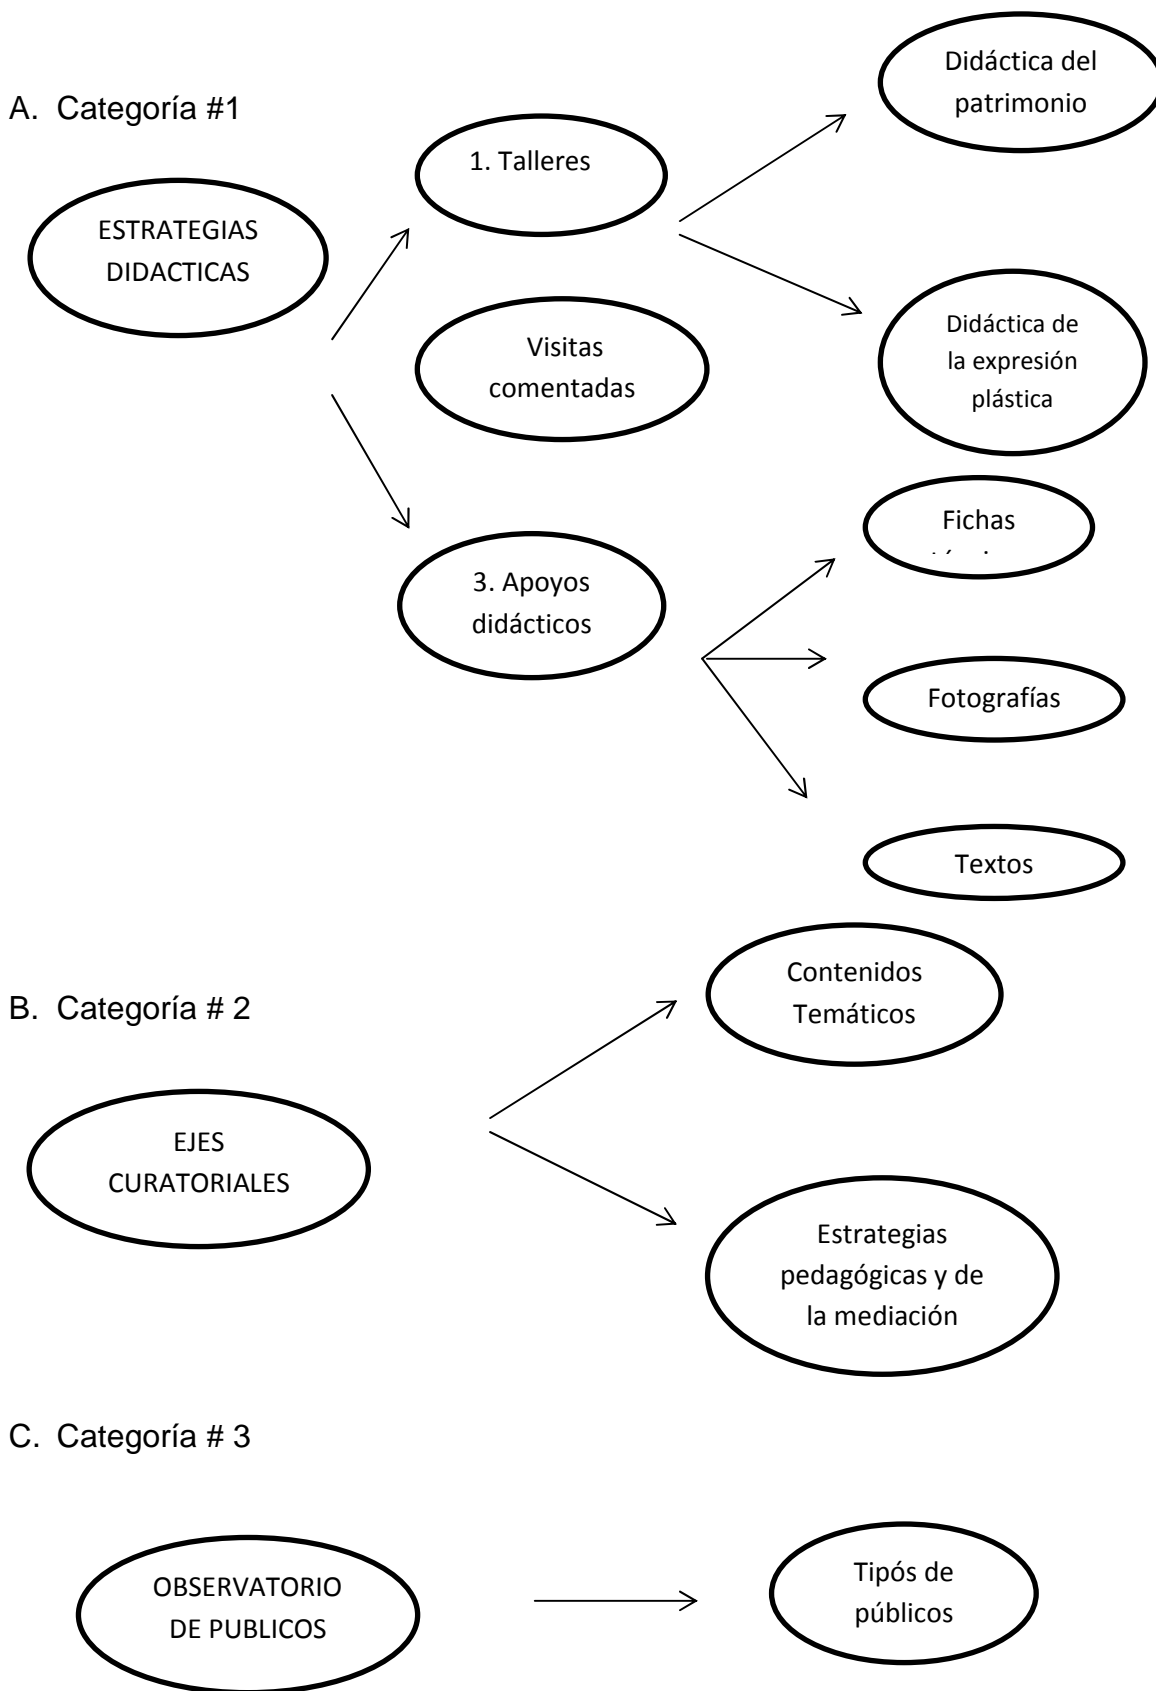 A. Categoría #1
ESTRATEGIAS
DIDACTICAS
1. Talleres
Didáctica del
patrimonio
Didáctica de
la expresión
plástica
Visitas
comentadas
3. Apoyos
didácticos
Fichas
Fotografías
Textos
B. Categoría # 2
EJES
CURATORIALES
Contenidos
Temáticos
Estrategias
pedagógicas y de
la mediación
C. Categoría # 3
OBSERVATORIO
DE PUBLICOS
Tipós de
públicos